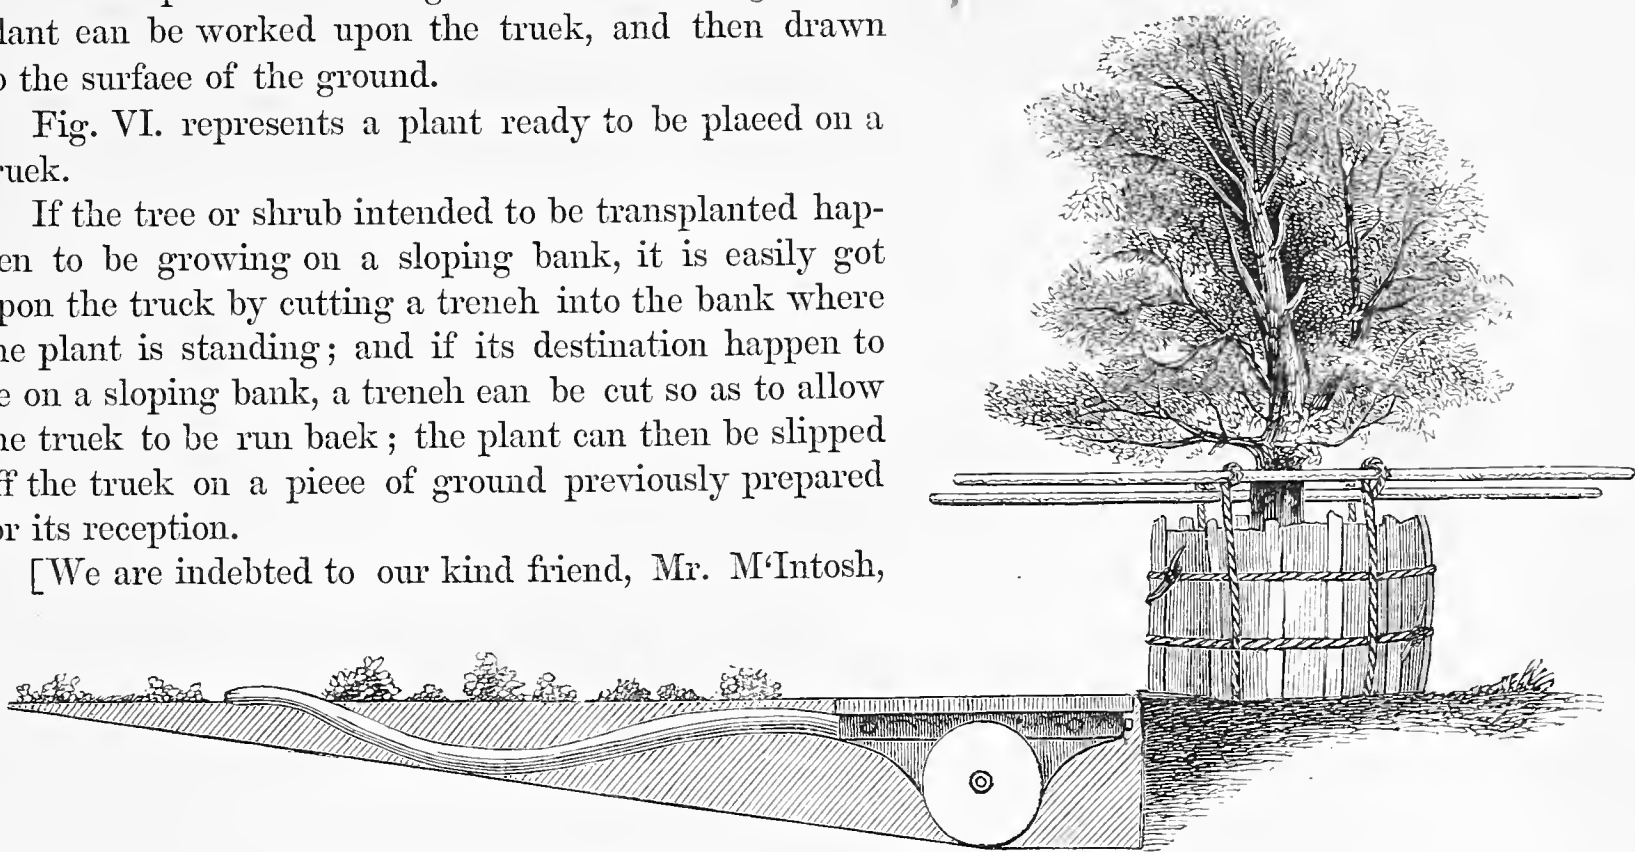 lant can be worked upon the truck, and then drawn
o the surface of the ground.
Fig. VI. represents a plant ready to be placed on a
ruck.
If the tree or shrub intended to be transplanted hap-
en to be growing on a sloping bank, it is easily got
pon the truck by cutting a trench into the bank where
he plant is standing; and if its destination happen to
e on a sloping bank, a trench can be cut so as to allow
he truck to be run back; the plant can then be slipped
ff the truck on a piece of ground previously prepared
or its reception.
[We are indebted to our kind friend, Mr. M‘Intosh,